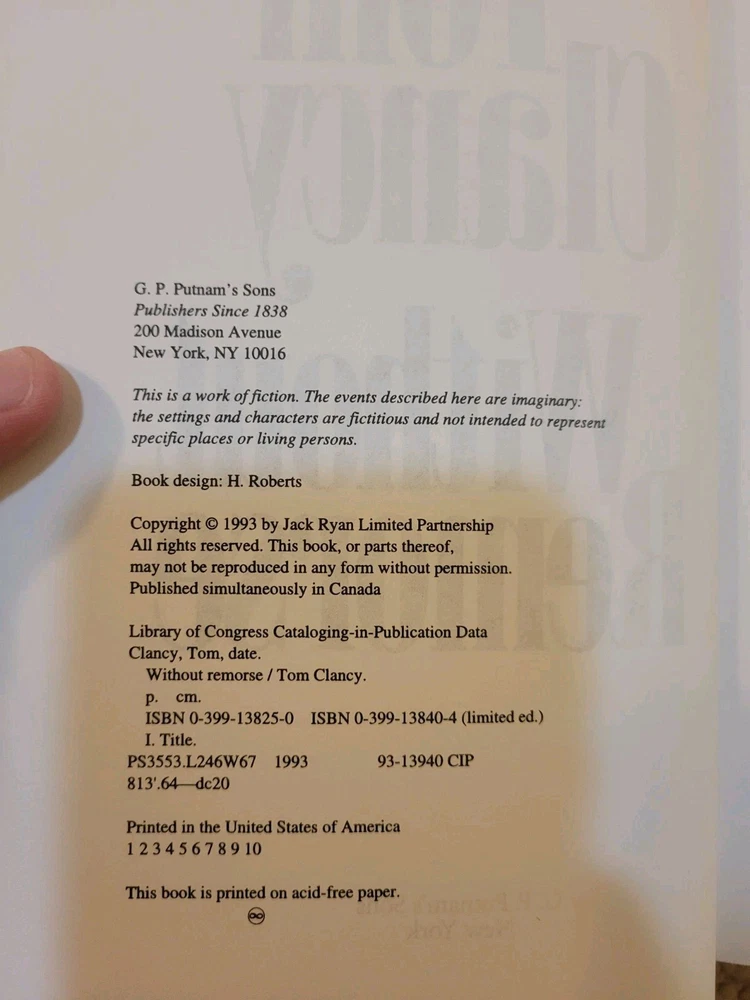 G. P. Putnam's Sons
Publishers Since 1838
200 Madison Avenue
New York, NY 10016
This is a work of fiction. The events described here are imaginary:
the settings and characters are fictitious and not intended to represent
specific places or living persons.
Book design: H. Roberts
Copyright © 1993 by Jack Ryan Limited Partnership
All rights reserved. This book, or parts thereof,
may not be reproduced in any form without permission.
Published simultaneously in Canada
Library of Congress Cataloging-in-Publication Data
Clancy, Tom, date.
Without remorse / Tom Clancy.
p. cm.
ISBN 0-399-13825-0 ISBN 0-399-13840-4 (limited ed.)
I. Title.
PS3553.L246W67 1993 93-13940 CIP
813'.64—dc20
Printed in the United States of America
1 2 3 4 5 6 7 8 9 10
This book is printed on acid-free paper.